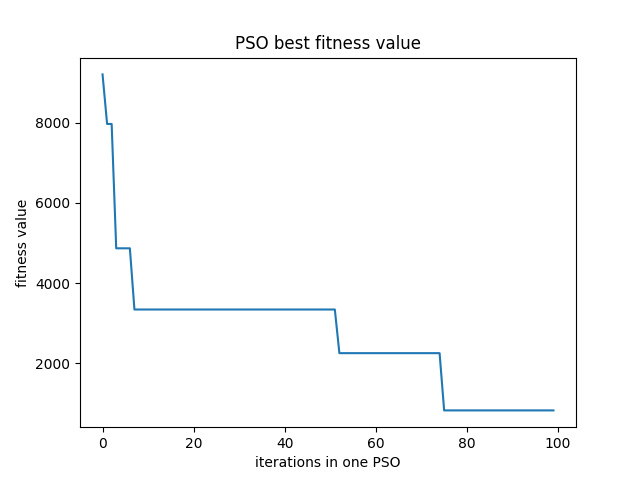 PSO best fitness value
8000
6000
4000
2000
fitness value
0 20 40 60 80 100
iterations in one PSO